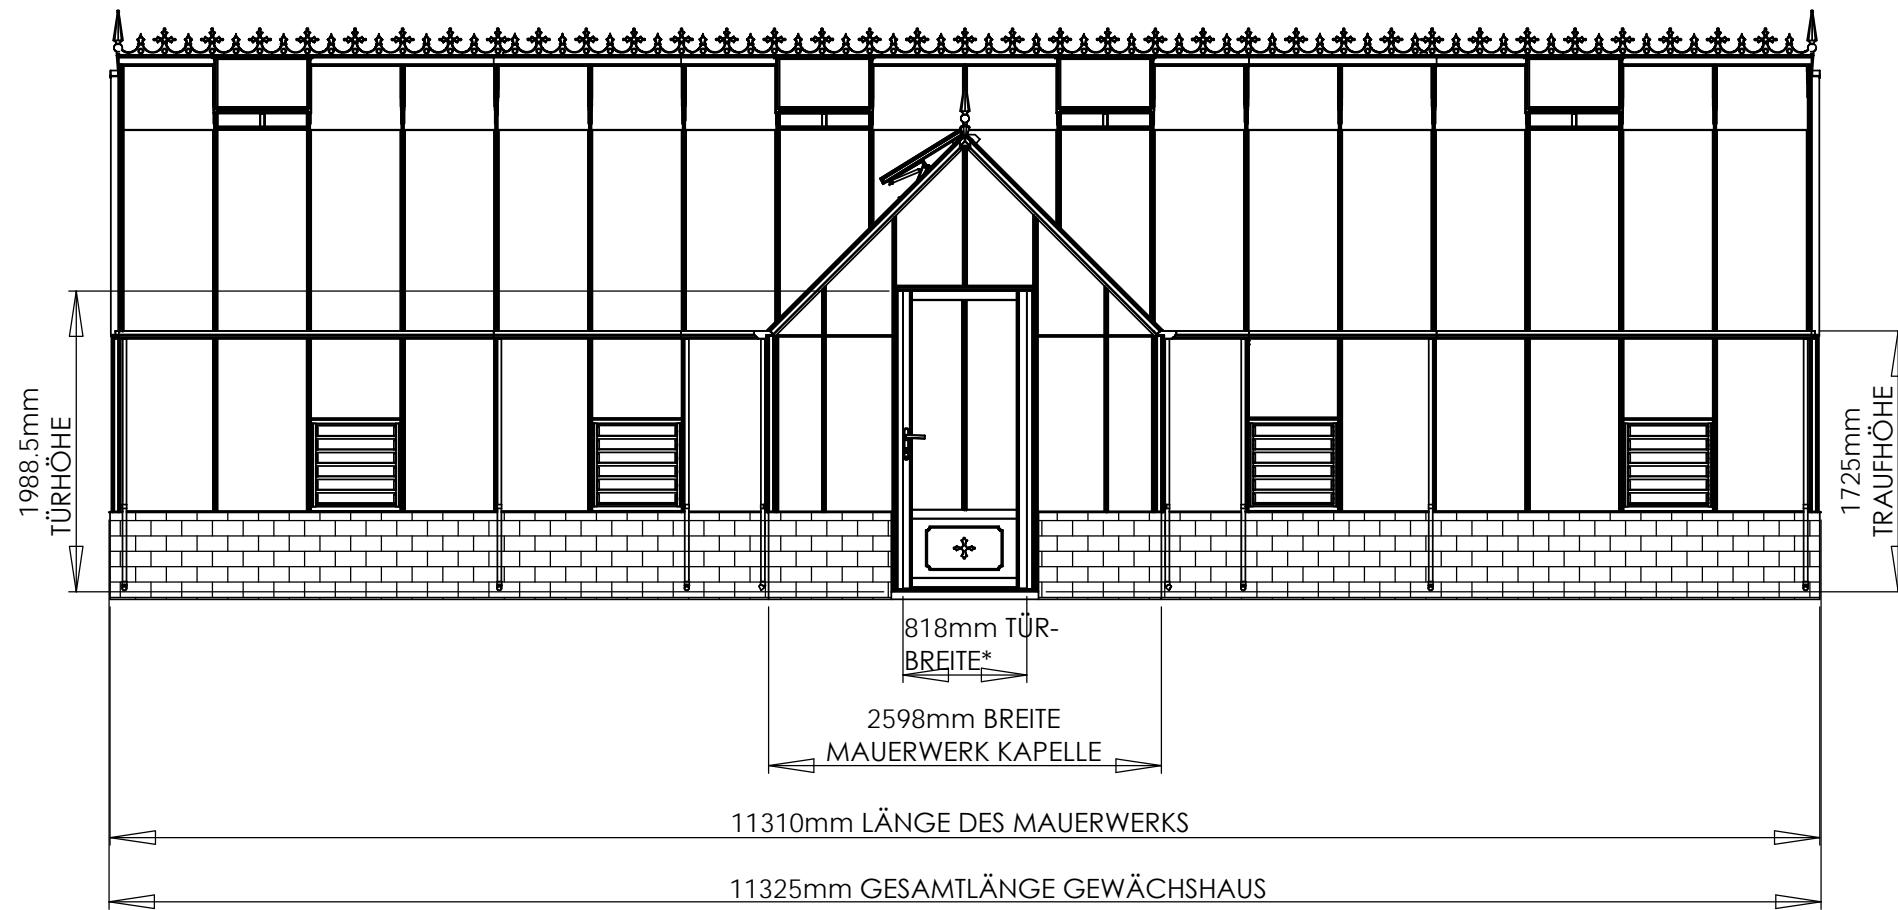 1988.5mm
TÜRHÖHE
1725mm
TRAUFHÖHE
818mm TÜR-
BREITE*
2598mm BREITE
MAUERWERK KAPELLE
11310mm LÄNGE DES MAUERWERKS
11325mm GESAMTLÄNGE GEWÄCHSHAUS